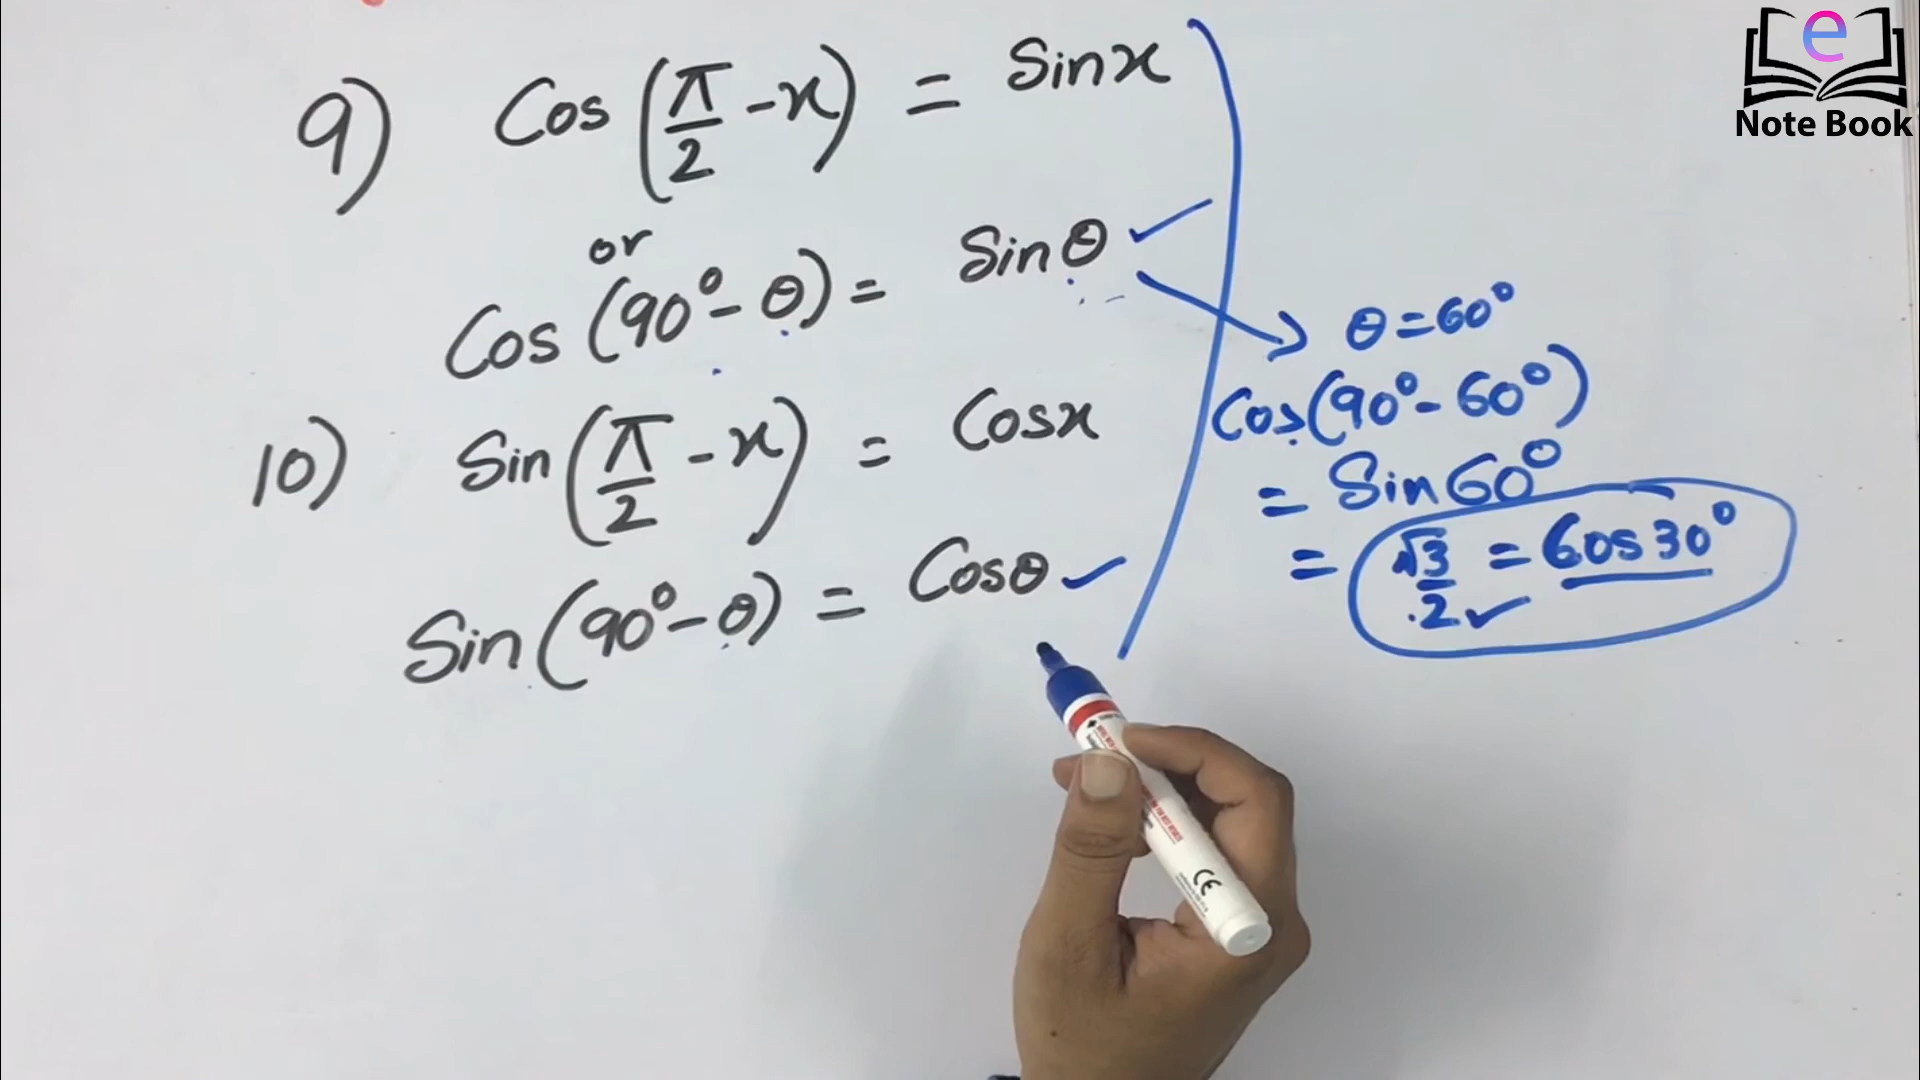 9) Cos(π/2 - x) = Sinx
or
Cos(90° - θ) = Sinθ ✓
10) Sin(π/2 - x) = Cosx
Sin(90° - θ) = Cosθ ✓
→ θ = 60°
Cos(90° - 60°)
= Sin60°
= √3/2 ✓ = Cos30°
e
Note Book
CE